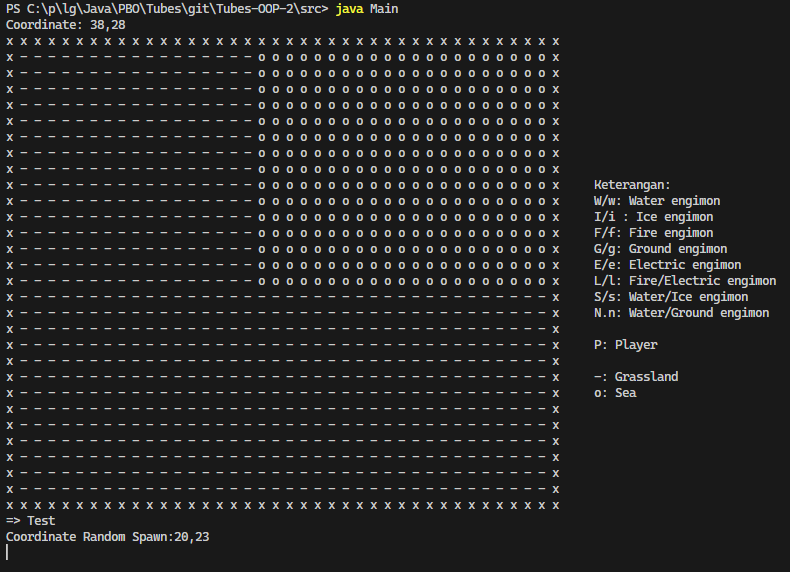 PS C:\p\lg\Java\PBO\Tubes\git\Tubes-OOP-2\src> java Main
Coordinate: 38,28
x x x x x x x x x x x x x x x x x x x x x x x x x x x x x x x x x x x x x x x x
x - - - - - - - - - - - - - - - - - o o o o o o o o o o o o o o o o o o o o o x
x - - - - - - - - - - - - - - - - - o o o o o o o o o o o o o o o o o o o o o x
x - - - - - - - - - - - - - - - - - o o o o o o o o o o o o o o o o o o o o o x
x - - - - - - - - - - - - - - - - - o o o o o o o o o o o o o o o o o o o o o x
x - - - - - - - - - - - - - - - - - o o o o o o o o o o o o o o o o o o o o o x
x - - - - - - - - - - - - - - - - - o o o o o o o o o o o o o o o o o o o o o x
x - - - - - - - - - - - - - - - - - o o o o o o o o o o o o o o o o o o o o o x
x - - - - - - - - - - - - - - - - - o o o o o o o o o o o o o o o o o o o o o x
x - - - - - - - - - - - - - - - - - o o o o o o o o o o o o o o o o o o o o o x Keterangan:
x - - - - - - - - - - - - - - - - - o o o o o o o o o o o o o o o o o o o o o x W/w: Water engimon
x - - - - - - - - - - - - - - - - - o o o o o o o o o o o o o o o o o o o o o x I/i : Ice engimon
x - - - - - - - - - - - - - - - - - o o o o o o o o o o o o o o o o o o o o o x F/f: Fire engimon
x - - - - - - - - - - - - - - - - - o o o o o o o o o o o o o o o o o o o o o x G/g: Ground engimon
x - - - - - - - - - - - - - - - - - o o o o o o o o o o o o o o o o o o o o o x E/e: Electric engimon
x - - - - - - - - - - - - - - - - - o o o o o o o o o o o o o o o o o o o o o x L/l: Fire/Electric engimon
x - - - - - - - - - - - - - - - - - - - - - - - - - - - - - - - - - - - - - - x S/s: Water/Ice engimon
x - - - - - - - - - - - - - - - - - - - - - - - - - - - - - - - - - - - - - - x N.n: Water/Ground engimon
x - - - - - - - - - - - - - - - - - - - - - - - - - - - - - - - - - - - - - - x
x - - - - - - - - - - - - - - - - - - - - - - - - - - - - - - - - - - - - - - x P: Player
x - - - - - - - - - - - - - - - - - - - - - - - - - - - - - - - - - - - - - - x
x - - - - - - - - - - - - - - - - - - - - - - - - - - - - - - - - - - - - - - x -: Grassland
x - - - - - - - - - - - - - - - - - - - - - - - - - - - - - - - - - - - - - - x o: Sea
x - - - - - - - - - - - - - - - - - - - - - - - - - - - - - - - - - - - - - - x
x - - - - - - - - - - - - - - - - - - - - - - - - - - - - - - - - - - - - - - x
x - - - - - - - - - - - - - - - - - - - - - - - - - - - - - - - - - - - - - - x
x - - - - - - - - - - - - - - - - - - - - - - - - - - - - - - - - - - - - - - x
x - - - - - - - - - - - - - - - - - - - - - - - - - - - - - - - - - - - - - - x
x - - - - - - - - - - - - - - - - - - - - - - - - - - - - - - - - - - - - - - x
x x x x x x x x x x x x x x x x x x x x x x x x x x x x x x x x x x x x x x x x
=> Test
Coordinate Random Spawn:20,23